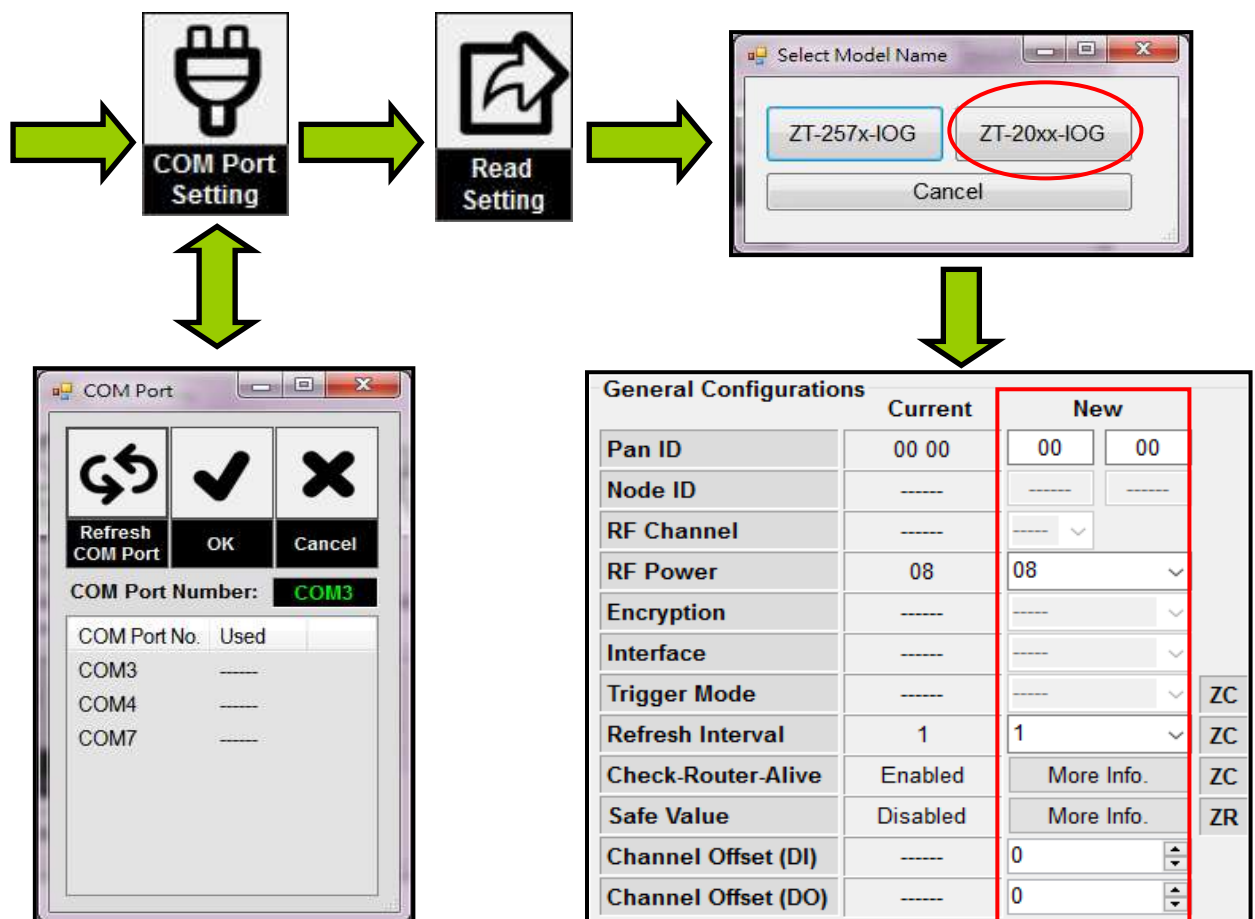 COM Port
Setting
Read
Setting
Select Model Name
ZT-257x-IOG ZT-20xx-IOG
Cancel
COM Port
Refresh
COM Port
OK
Cancel
COM Port Number: COM3
COM Port No. Used
COM3 ------
COM4 ------
COM7 ------
General Configurations
Current New
Pan ID 00 00 00 00
Node ID ------ ------ ------
RF Channel ------ -----
RF Power 08 08
Encryption ------ -----
Interface ------ -----
Trigger Mode ------ ----- ZC
Refresh Interval 1 1 ZC
Check-Router-Alive Enabled More Info. ZC
Safe Value Disabled More Info. ZR
Channel Offset (DI) ------ 0
Channel Offset (DO) ------ 0